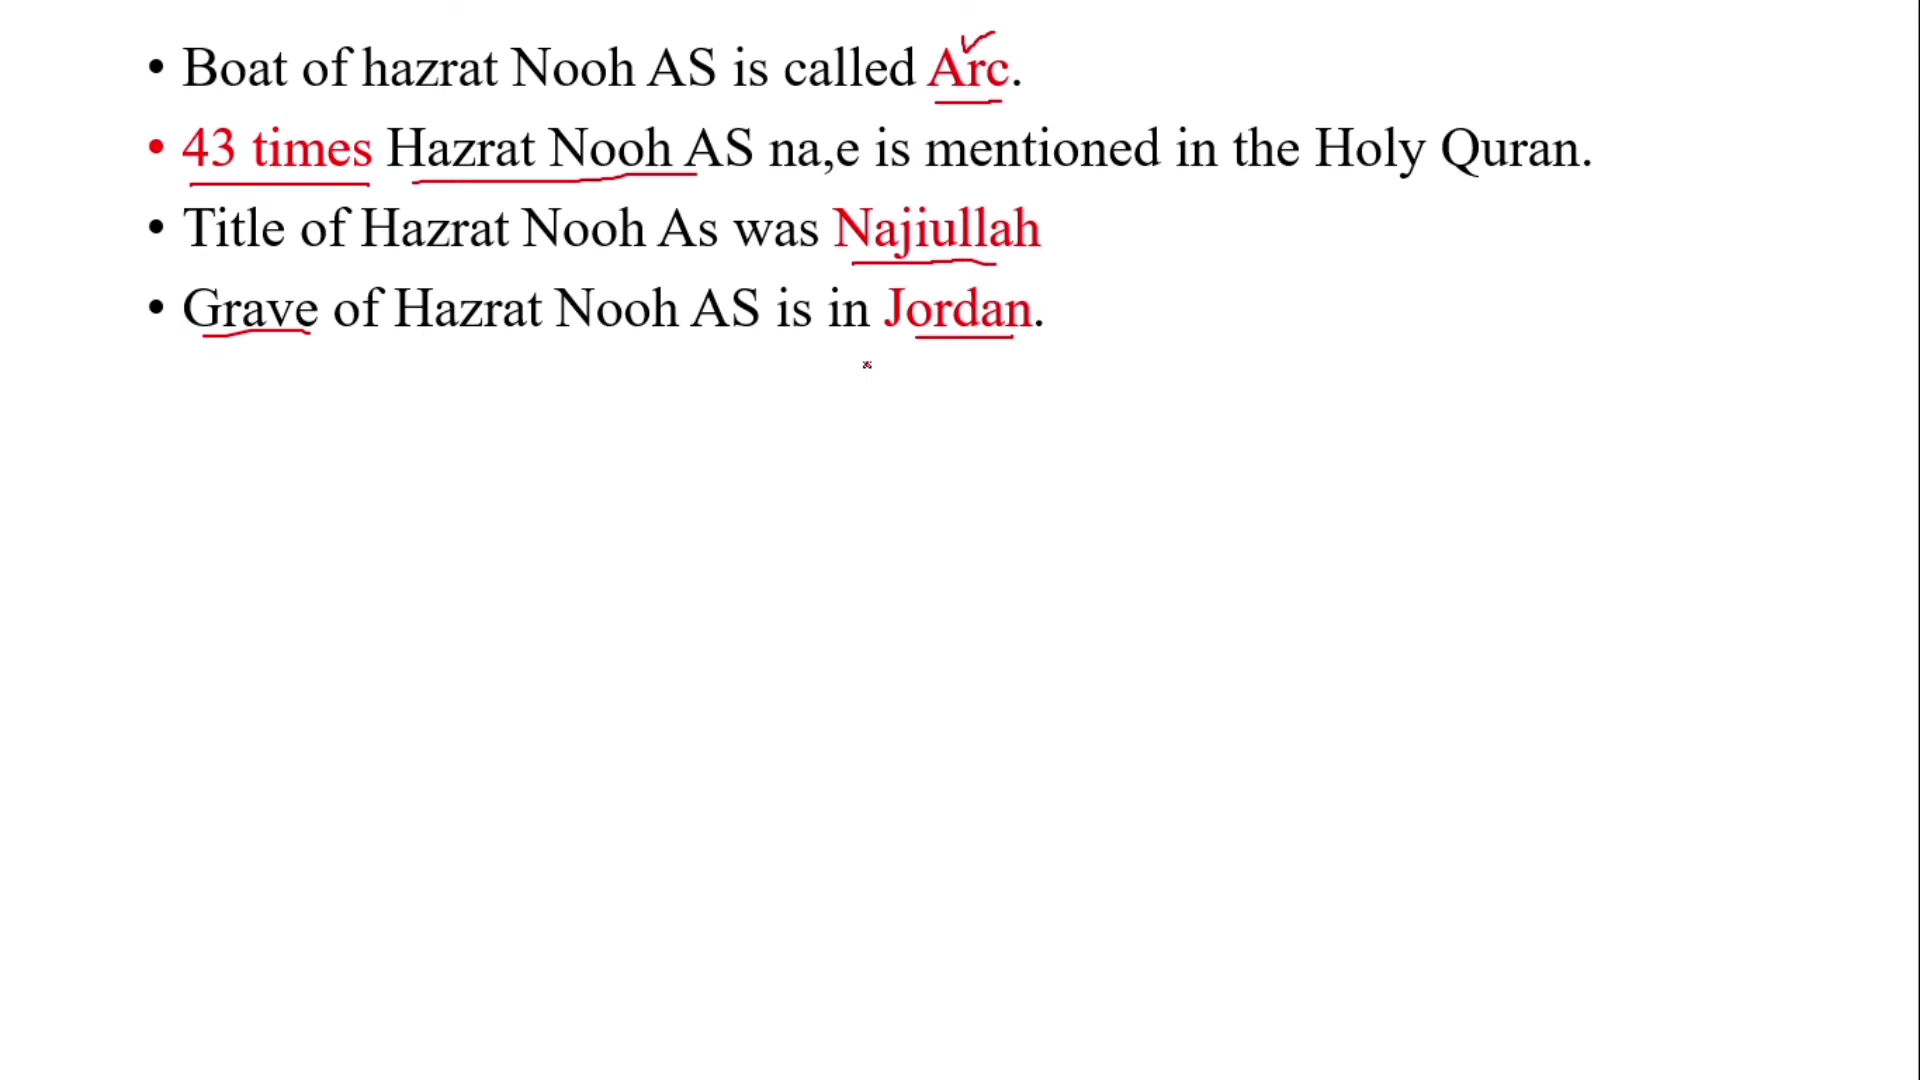 • Boat of hazrat Nooh AS is called Arc.
• 43 times Hazrat Nooh AS na,e is mentioned in the Holy Quran.
• Title of Hazrat Nooh As was Najiullah
• Grave of Hazrat Nooh AS is in Jordan.